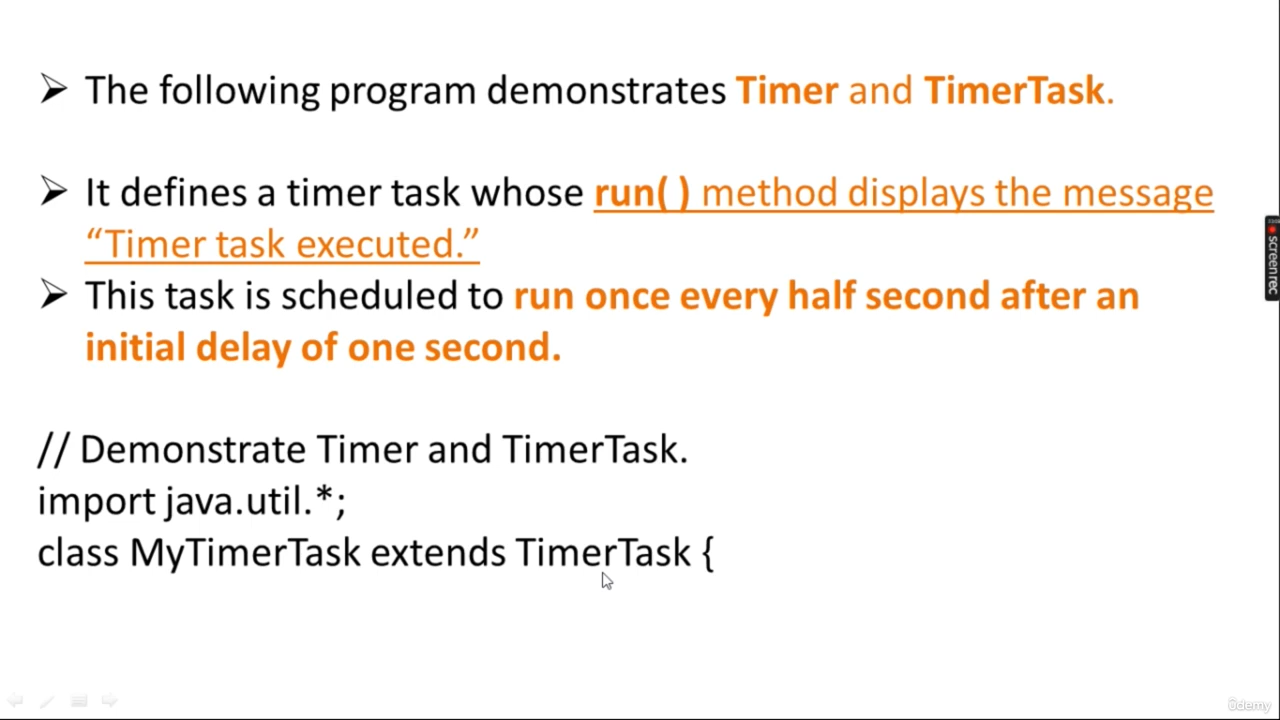 ➢ The following program demonstrates Timer and TimerTask.
➢ It defines a timer task whose run( ) method displays the message
“Timer task executed.”
➢ This task is scheduled to run once every half second after an
initial delay of one second.
// Demonstrate Timer and TimerTask.
import java.util.*;
class MyTimerTask extends TimerTask {
screenrec
ûdemy